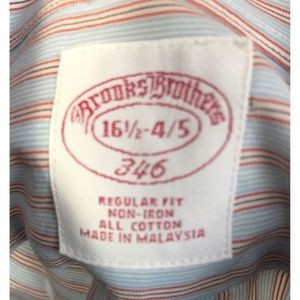 Brooks Brothers
16½-4/5
346
REGULAR FIT
NON-IRON
ALL COTTON
MADE IN MALAYSIA